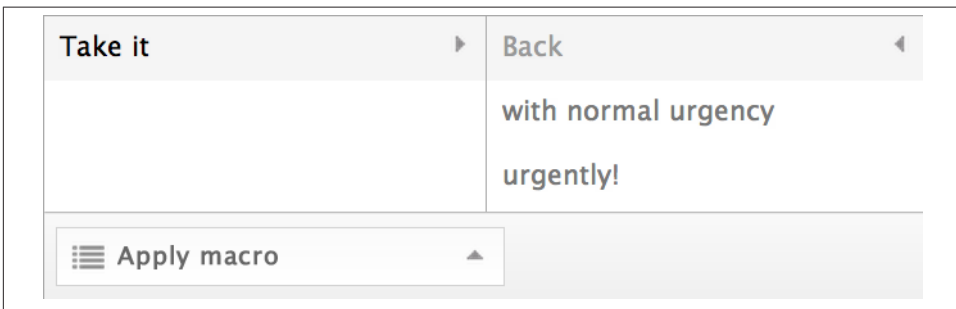 Take it
Back
with normal urgency
urgently!
Apply macro